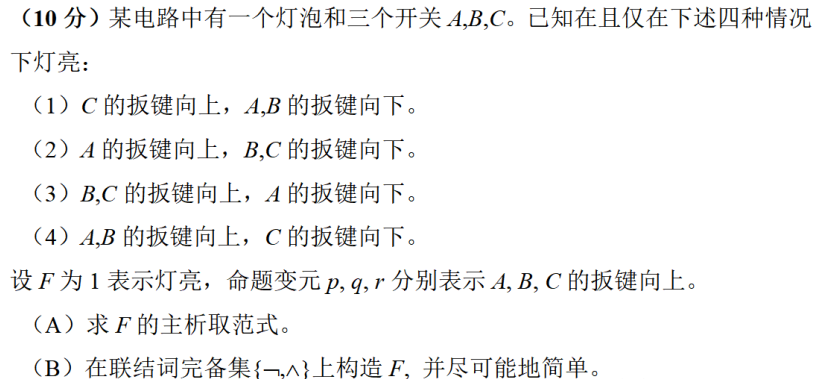 （10 分）某电路中有一个灯泡和三个开关 A,B,C。已知在且仅在下述四种情况
下灯亮：
（1）C 的扳键向上，A,B 的扳键向下。
（2）A 的扳键向上，B,C 的扳键向下。
（3）B,C 的扳键向上，A 的扳键向下。
（4）A,B 的扳键向上，C 的扳键向下。
设 F 为 1 表示灯亮，命题变元 p, q, r 分别表示 A, B, C 的扳键向上。
（A）求 F 的主析取范式。
（B）在联结词完备集{¬,∧}上构造 F, 并尽可能地简单。